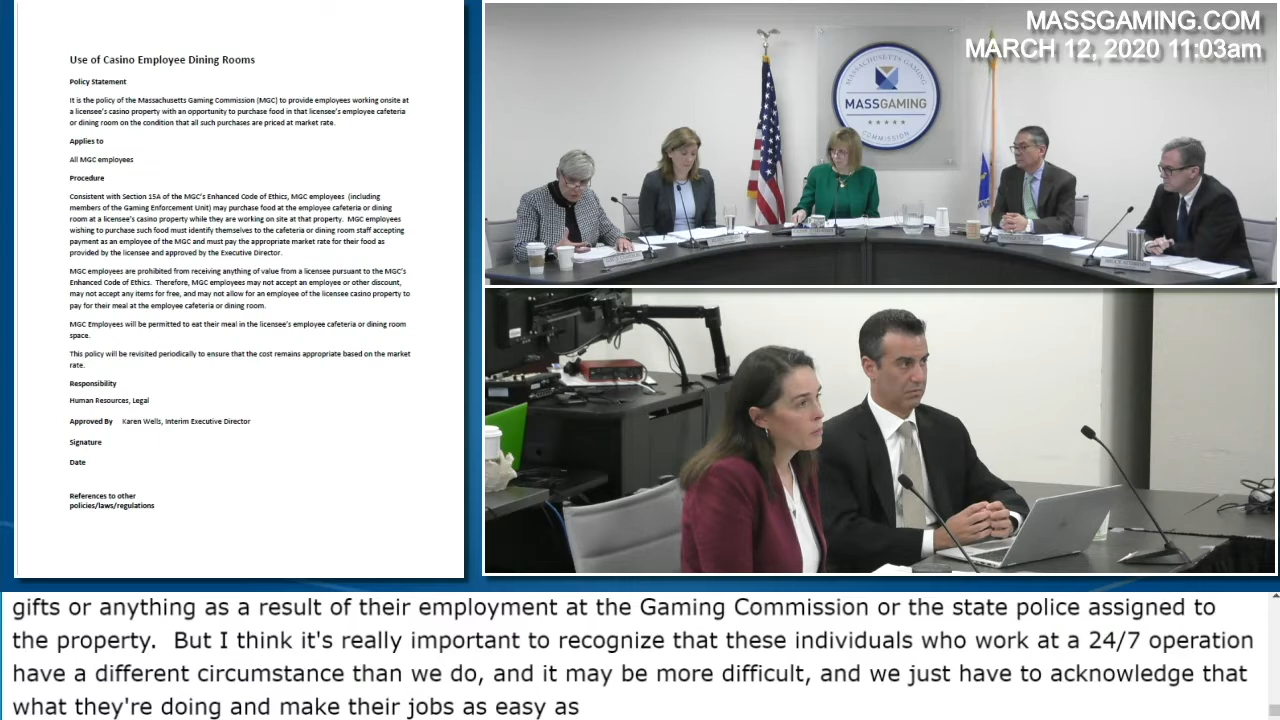 Use of Casino Employee Dining Rooms
Policy Statement
It is the policy of the Massachusetts Gaming Commission (MGC) to provide employees working onsite at
a licensee's casino property with an opportunity to purchase food in that licensee's employee cafeteria
or dining room on the condition that all such purchases are priced at market rate.
Applies to
All MGC employees
Procedure
Consistent with Section 15A of the MGC's Enhanced Code of Ethics, MGC employees (including
members of the Gaming Enforcement Unit) may purchase food at the employee cafeteria or dining
room at a licensee's casino property while they are working on site at that property. MGC employees
wishing to purchase such food must identify themselves to the cafeteria or dining room staff accepting
payment as an employee of the MGC and must pay the appropriate market rate for their food as
provided by the licensee and approved by the Executive Director.
MGC employees are prohibited from receiving anything of value from a licensee pursuant to the MGC's
Enhanced Code of Ethics. Therefore, MGC employees may not accept an employee or other discount,
may not accept any items for free, and may not allow for an employee of the licensee casino property to
pay for their meal at the employee cafeteria or dining room.
MGC Employees will be permitted to eat their meal in the licensee's employee cafeteria or dining room
space.
This policy will be revisited periodically to ensure that the cost remains appropriate based on the market
rate.
Responsibility
Human Resources, Legal
Approved By Karen Wells, Interim Executive Director
Signature
Date
References to other
policies/laws/regulations
MASSGAMING.COM
MARCH 12, 2020 11:03am
MASSACHUSETTS GAMING
MASSGAMING
COMMISSION
gifts or anything as a result of their employment at the Gaming Commission or the state police assigned to
the property. But I think it's really important to recognize that these individuals who work at a 24/7 operation
have a different circumstance than we do, and it may be more difficult, and we just have to acknowledge that
what they're doing and make their jobs as easy as